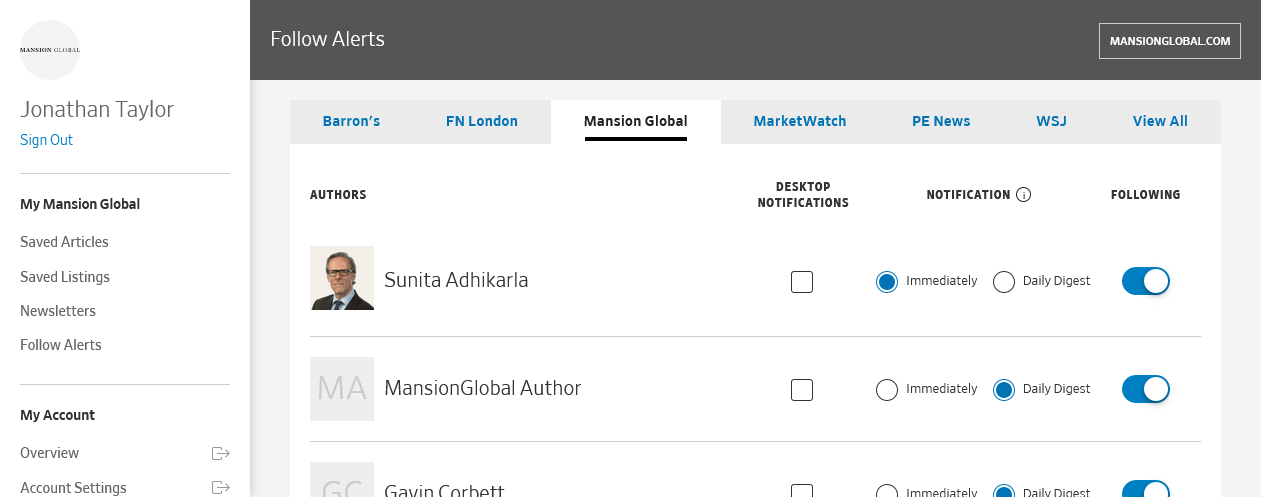 MANSION GLOBAL
Jonathan Taylor
Sign Out
My Mansion Global
Saved Articles
Saved Listings
Newsletters
Follow Alerts
My Account
Overview
Account Settings
Follow Alerts
MANSIONGLOBAL.COM
Barron's FN London Mansion Global MarketWatch PE News WSJ View All
AUTHORS DESKTOP NOTIFICATIONS NOTIFICATION i FOLLOWING
Sunita Adhikarla Immediately Daily Digest
MA MansionGlobal Author Immediately Daily Digest
GC Gavin Corbett Immediately Daily Digest